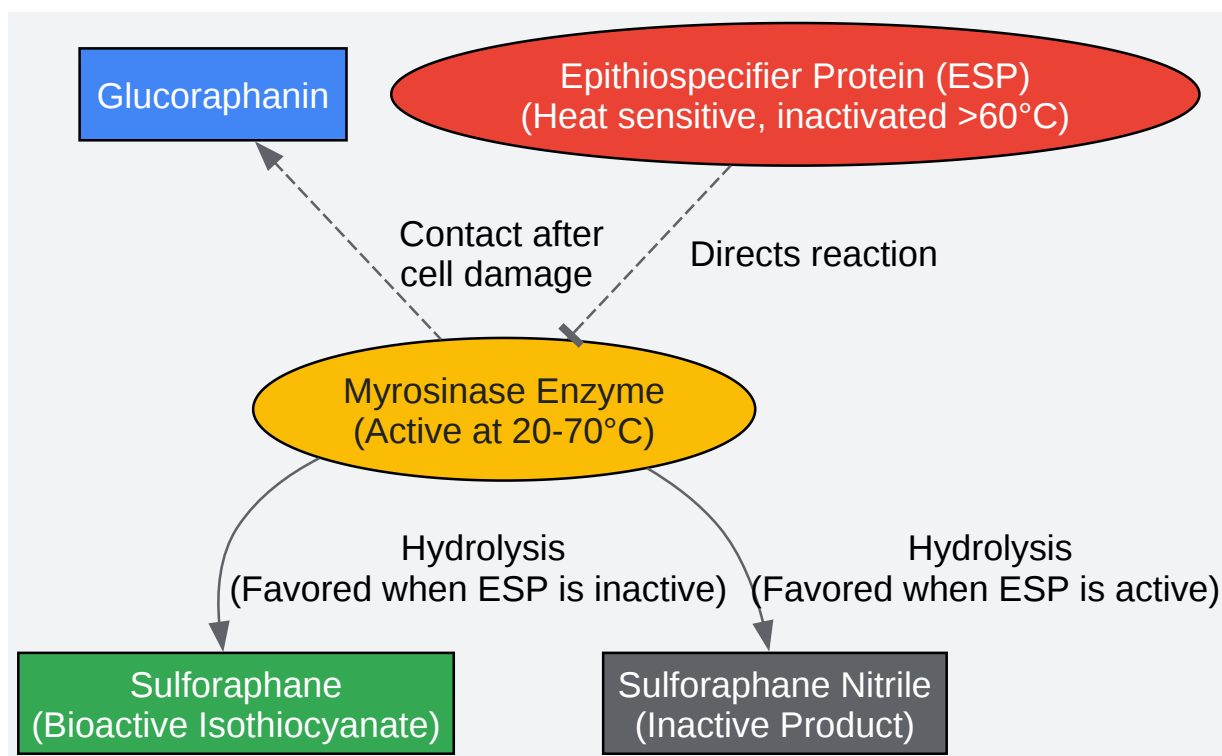 Glucoraphanin
Epithiospecifier Protein (ESP)
(Heat sensitive, inactivated >60°C)
Contact after
cell damage
Directs reaction
Myrosinase Enzyme
(Active at 20-70°C)
Hydrolysis
(Favored when ESP is inactive)
Hydrolysis
(Favored when ESP is active)
Sulforaphane
(Bioactive Isothiocyanate)
Sulforaphane Nitrile
(Inactive Product)